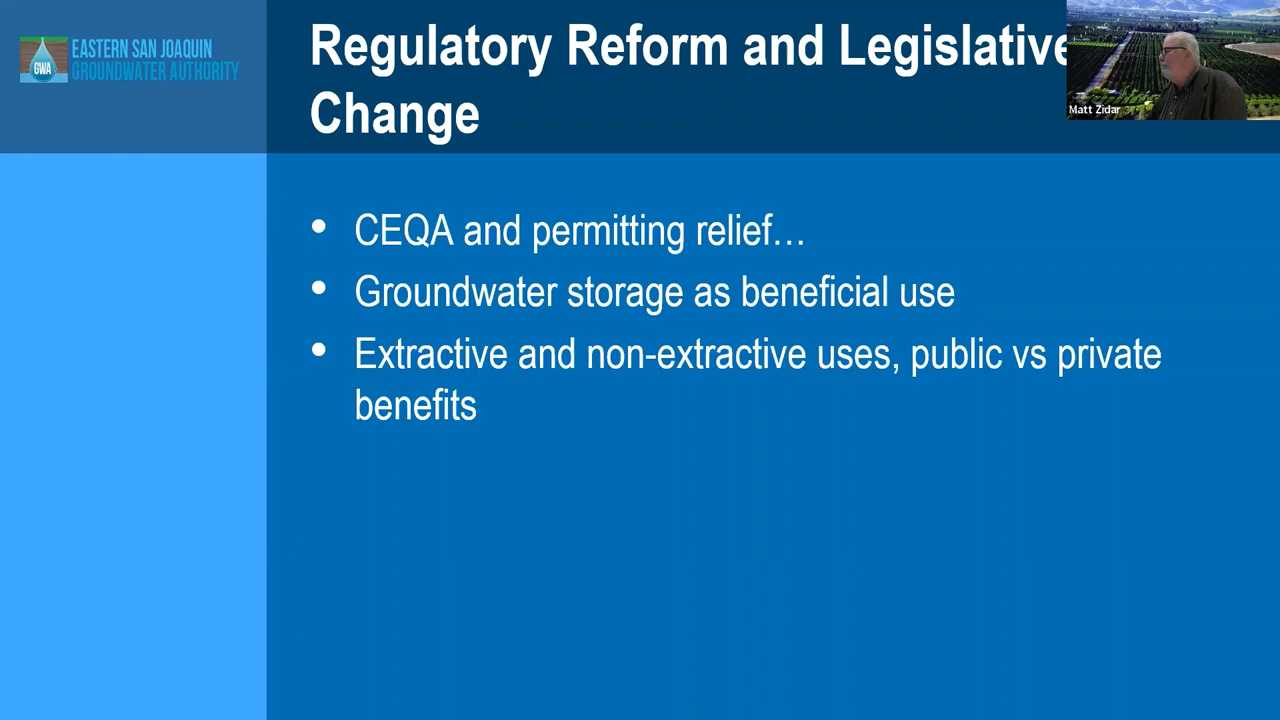 EASTERN SAN JOAQUIN
GROUNDWATER AUTHORITY
GWA
Regulatory Reform and Legislative
Change
Matt Zidar
• CEQA and permitting relief…
• Groundwater storage as beneficial use
• Extractive and non-extractive uses, public vs private
benefits